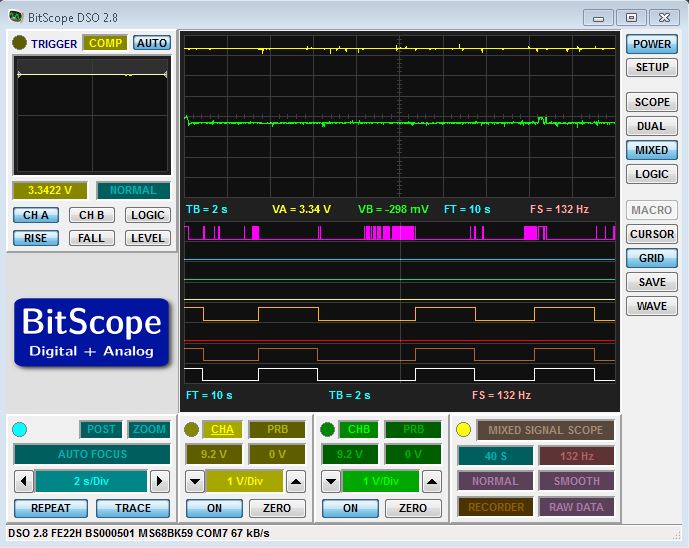 BitScope DSO 2.8
TRIGGER COMP AUTO
3.3422 V NORMAL
CH A CH B LOGIC
RISE FALL LEVEL
TB = 2 s VA = 3.34 V VB = -298 mV FT = 10 s FS = 132 Hz
FT = 10 s TB = 2 s FS = 132 Hz
POWER
SETUP
SCOPE
DUAL
MIXED
LOGIC
MACRO
CURSOR
GRID
SAVE
WAVE
BitScope
Digital + Analog
POST ZOOM
AUTO FOCUS
2 s/Div
REPEAT TRACE
CHA PRB
9.2 V 0 V
1 V/Div
ON ZERO
CHB PRB
9.2 V 0 V
1 V/Div
ON ZERO
MIXED SIGNAL SCOPE
40 S 132 Hz
NORMAL SMOOTH
RECORDER RAW DATA
DSO 2.8 FE22H BS000501 MS68BK59 COM7 67 kB/s